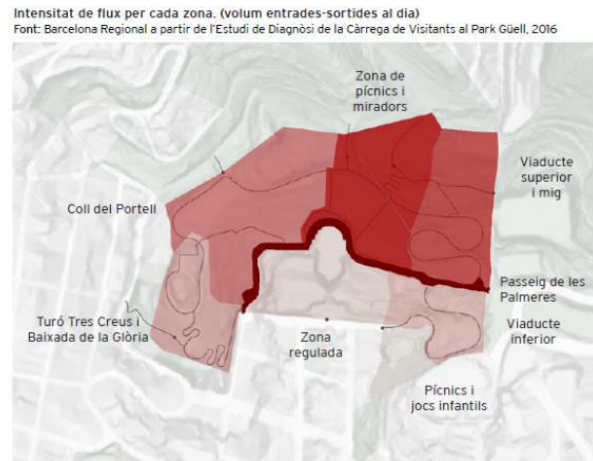 Intensitat de flux per cada zona. (volum entrades-sortides al dia)
Font: Barcelona Regional a partir de l'Estudi de Diagnòsi de la Càrrega de Visitants al Park Güell, 2016
Zona de
pícnics i
miradors
Viaducte
superior
i mig
Coll del Portell
Passeig de les
Palmeres
Turó Tres Creus i
Baixada de la Glòria
Zona
regulada
Viaducte
inferior
Pícnics i
jocs infantils